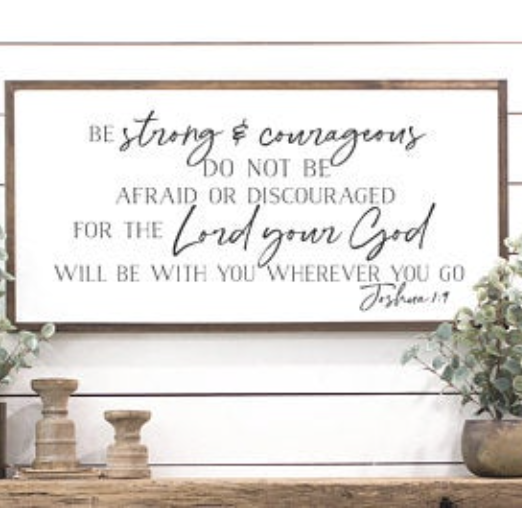 BE strong & courageous
DO NOT BE
AFRAID OR DISCOURAGED
FOR THE Lord your God
WILL BE WITH YOU WHEREVER YOU GO
Joshua 1:9